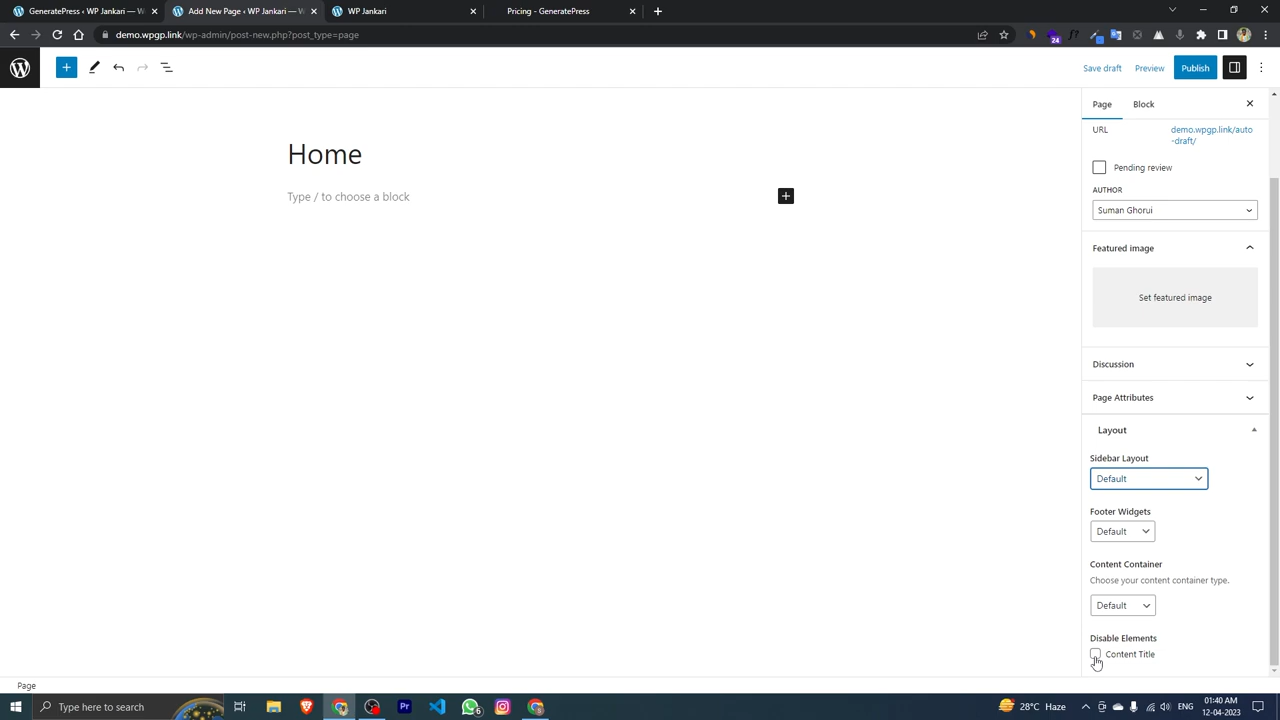 GeneratePress • WP Jankari — W
Add New Page • WP Jankari — W
WP Jankari
Pricing - GeneratePress
demo.wpgp.link/wp-admin/post-new.php?post_type=page
24
Save draft
Preview
Publish
Page
Block
URL
demo.wpgp.link/auto
-draft/
Home
Type / to choose a block
Pending review
AUTHOR
Suman Ghorui
Featured image
Set featured image
Discussion
Page Attributes
Layout
Sidebar Layout
Default
Footer Widgets
Default
Content Container
Choose your content container type.
Default
Disable Elements
Content Title
Page
Type here to search
28°C Haze
ENG
01:40 AM
12-04-2023